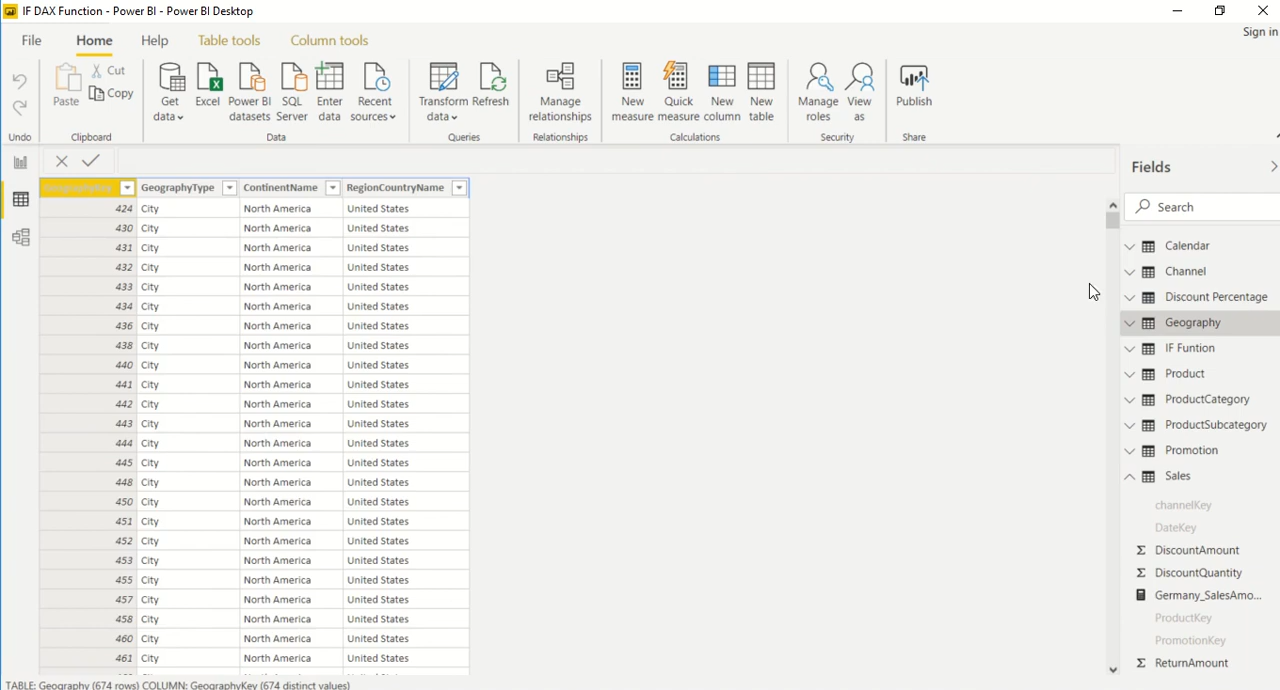 IF DAX Function - Power BI - Power BI Desktop
Sign in
File Home Help Table tools Column tools
Paste Cut Copy
Get data Excel Power BI datasets SQL Server Enter data Recent sources
Transform data Refresh
Manage relationships
New measure Quick measure New column New table
Manage roles View as
Publish
Undo Clipboard Data Queries Relationships Calculations Security Share
GeographyKey GeographyType ContinentName RegionCountryName
424 City North America United States
430 City North America United States
431 City North America United States
432 City North America United States
433 City North America United States
434 City North America United States
436 City North America United States
438 City North America United States
440 City North America United States
441 City North America United States
442 City North America United States
443 City North America United States
444 City North America United States
445 City North America United States
448 City North America United States
450 City North America United States
451 City North America United States
452 City North America United States
453 City North America United States
455 City North America United States
457 City North America United States
458 City North America United States
460 City North America United States
461 City North America United States
Fields
Search
Calendar
Channel
Discount Percentage
Geography
IF Funtion
Product
ProductCategory
ProductSubcategory
Promotion
Sales
channelKey
DateKey
DiscountAmount
DiscountQuantity
Germany_SalesAmo...
ProductKey
PromotionKey
ReturnAmount
TABLE: Geography (674 rows) COLUMN: GeographyKey (674 distinct values)